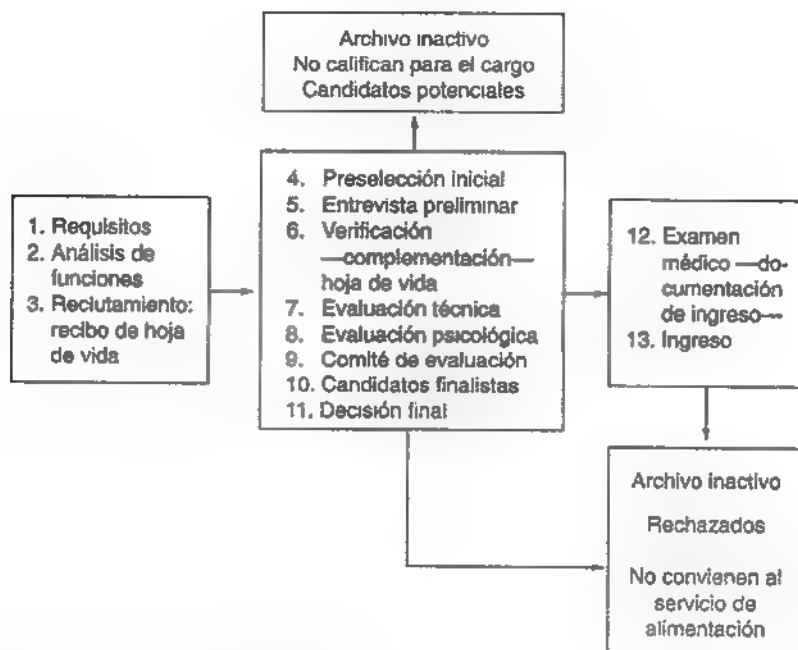 Archivo inactivo
No califican para el cargo
Candidatos potenciales
1. Requisitos
2. Análisis de
funciones
3. Reclutamiento:
recibo de hoja
de vida
4. Preselección inicial
5. Entrevista preliminar
6. Verificación
—complementación—
hoja de vida
7. Evaluación técnica
8. Evaluación psicológica
9. Comité de evaluación
10. Candidatos finalistas
11. Decisión final
12. Examen
médico —do-
cumentación
de ingreso—
13. Ingreso
Archivo inactivo
Rechazados
No convienen al
servicio de
alimentación